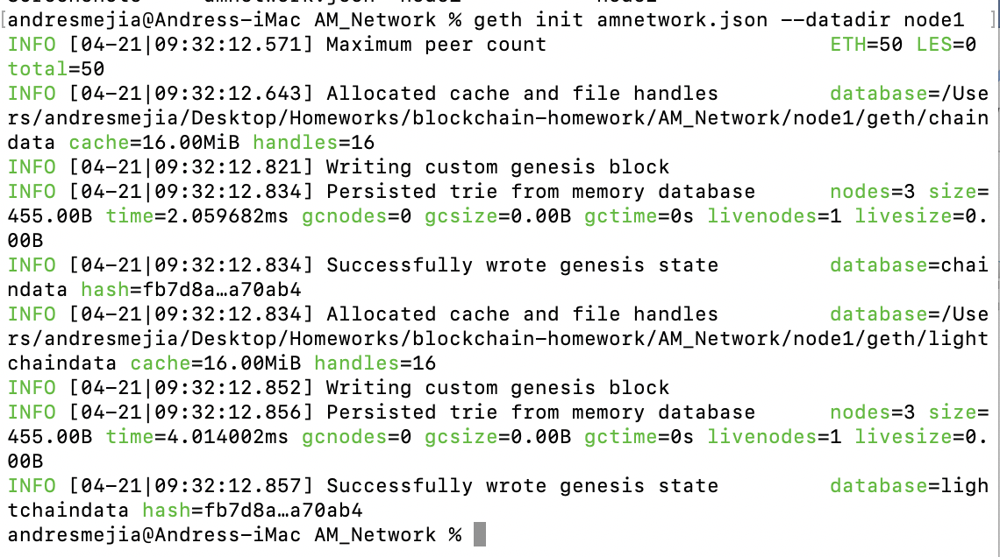 [andresmejia@Andress-iMac AM_Network % geth init amnetwork.json --datadir node1 ]
INFO [04-21|09:32:12.571] Maximum peer count                       ETH=50 LES=0
total=50
INFO [04-21|09:32:12.643] Allocated cache and file handles         database=/Use
rs/andresmejia/Desktop/Homeworks/blockchain-homework/AM_Network/node1/geth/chain
data cache=16.00MiB handles=16
INFO [04-21|09:32:12.821] Writing custom genesis block
INFO [04-21|09:32:12.834] Persisted trie from memory database      nodes=3 size=
455.00B time=2.059682ms gcnodes=0 gcsize=0.00B gctime=0s livenodes=1 livesize=0.
00B
INFO [04-21|09:32:12.834] Successfully wrote genesis state         database=chai
ndata hash=fb7d8a…a70ab4
INFO [04-21|09:32:12.834] Allocated cache and file handles         database=/Use
rs/andresmejia/Desktop/Homeworks/blockchain-homework/AM_Network/node1/geth/light
chaindata cache=16.00MiB handles=16
INFO [04-21|09:32:12.852] Writing custom genesis block
INFO [04-21|09:32:12.856] Persisted trie from memory database      nodes=3 size=
455.00B time=4.014002ms gcnodes=0 gcsize=0.00B gctime=0s livenodes=1 livesize=0.
00B
INFO [04-21|09:32:12.857] Successfully wrote genesis state         database=ligh
tchaindata hash=fb7d8a…a70ab4
andresmejia@Andress-iMac AM_Network %